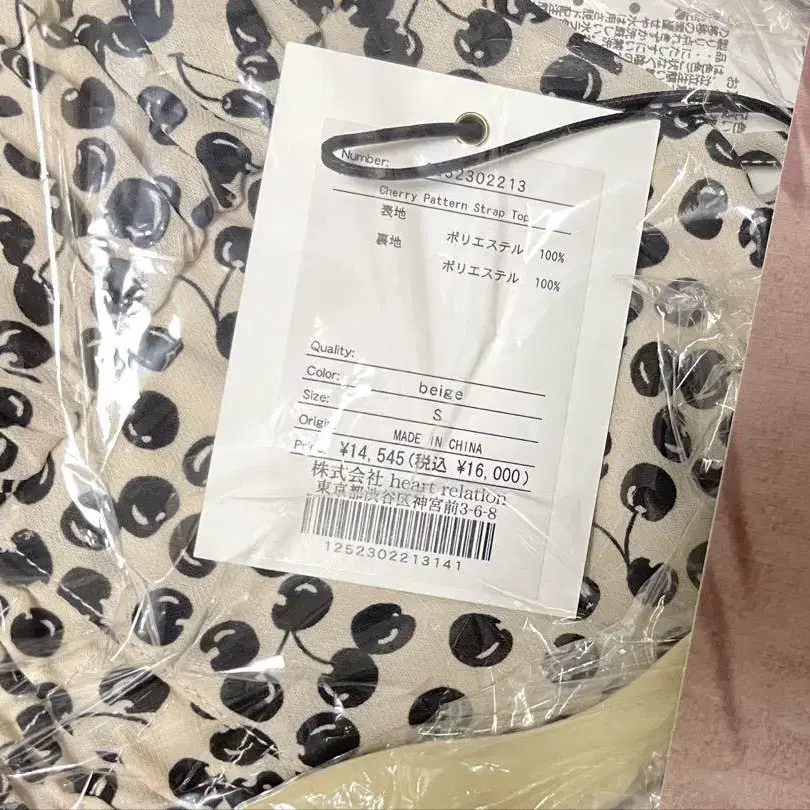 Number: 52302213
Cherry Pattern Strap Top
表地 ポリエステル 100%
裏地 ポリエステル 100%
Quality:
Color: beige
Size: S
Origi MADE IN CHINA
Price: ¥14,545(税込 ¥16,000)
株式会社 heart relation
東京都渋谷区神宮前3-6-8
1252302213141